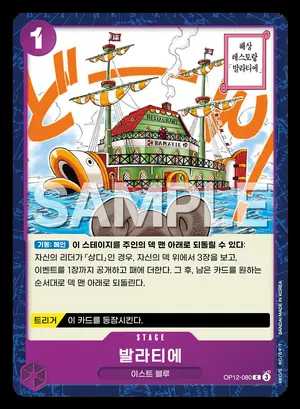 1
해상
레스토랑
「발라티에」
RESTAURANT
BARATIE
SAMPLE
기동: 메인 이 스테이지를 주인의 덱 맨 아래로 되돌릴 수 있다:
자신의 리더가 「상디」인 경우, 자신의 덱 위에서 3장을 보고,
이벤트를 1장까지 공개하고 패에 더한다. 그 후, 남은 카드를 원하는
순서대로 덱 맨 아래로 되돌린다.
트리거 이 카드를 등장시킨다.
STAGE
발라티에
이스트 블루
OP12-080 C 3